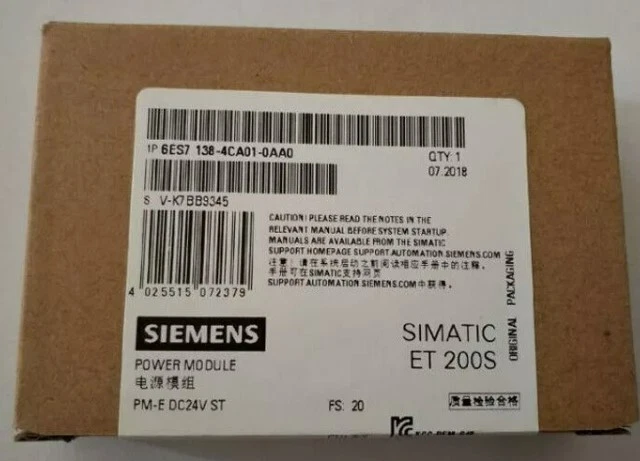 1P 6ES7 138-4CA01-0AA0
QTY: 1
07.2018
S V-K7BB9345
CAUTION! PLEASE READ THE NOTES IN THE
RELEVANT MANUAL BEFORE SYSTEM STARTUP.
MANUALS ARE AVAILABLE FROM THE SIMATIC
SUPPORT HOMEPAGE SUPPORT.AUTOMATION.SIEMENS.COM
注意: 请在系统启动之前阅读相应手册中的注释,
手册可在SIMATIC支持网页
SUPPORT.AUTOMATION.SIEMENS.COM中获得.
4 025515 072379
ORIGINAL PACKAGING
SIEMENS
SIMATIC
ET 200S
POWER MODULE
电源模组
PM-E DC24V ST
FS: 20
质量检验合格